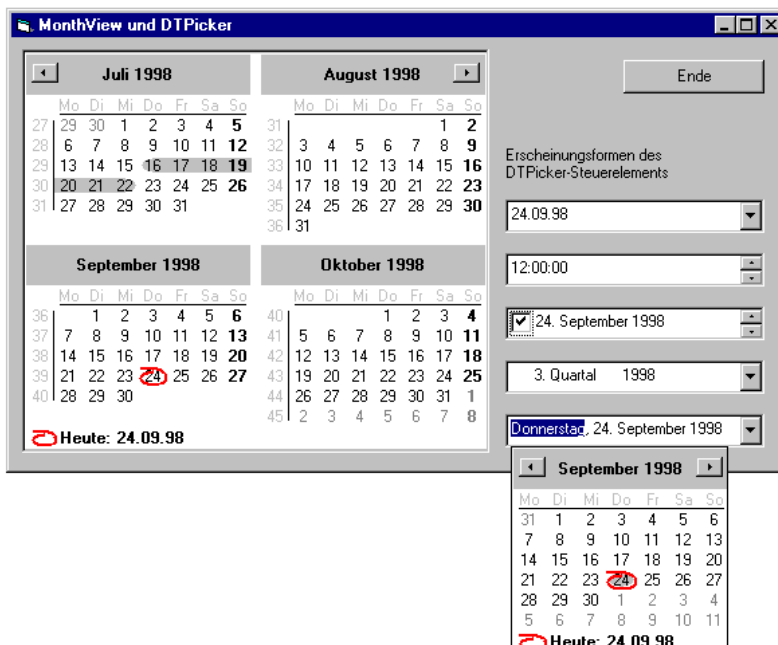 MonthView und DTPicker
Juli 1998
Mo Di Mi Do Fr Sa So
27 29 30 1 2 3 4 5
28 6 7 8 9 10 11 12
29 13 14 15 16 17 18 19
30 20 21 22 23 24 25 26
31 27 28 29 30 31
August 1998
Mo Di Mi Do Fr Sa So
31 1 2
32 3 4 5 6 7 8 9
33 10 11 12 13 14 15 16
34 17 18 19 20 21 22 23
35 24 25 26 27 28 29 30
36 31
September 1998
Mo Di Mi Do Fr Sa So
36 1 2 3 4 5 6
37 7 8 9 10 11 12 13
38 14 15 16 17 18 19 20
39 21 22 23 24 25 26 27
40 28 29 30
Oktober 1998
Mo Di Mi Do Fr Sa So
40 1 2 3 4
41 5 6 7 8 9 10 11
42 12 13 14 15 16 17 18
43 19 20 21 22 23 24 25
44 26 27 28 29 30 31 1
45 2 3 4 5 6 7 8
Heute: 24.09.98
Ende
Erscheinungsformen des
DTPicker-Steuerelements
24.09.98
12:00:00
24. September 1998
3. Quartal 1998
Donnerstag, 24. September 1998
September 1998
Mo Di Mi Do Fr Sa So
31 1 2 3 4 5 6
7 8 9 10 11 12 13
14 15 16 17 18 19 20
21 22 23 24 25 26 27
28 29 30 1 2 3 4
5 6 7 8 9 10 11
Heute: 24.09.98